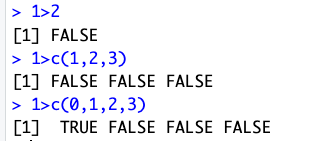 > 1>2
[1] FALSE
> 1>c(1,2,3)
[1] FALSE FALSE FALSE
> 1>c(0,1,2,3)
[1]  TRUE FALSE FALSE FALSE